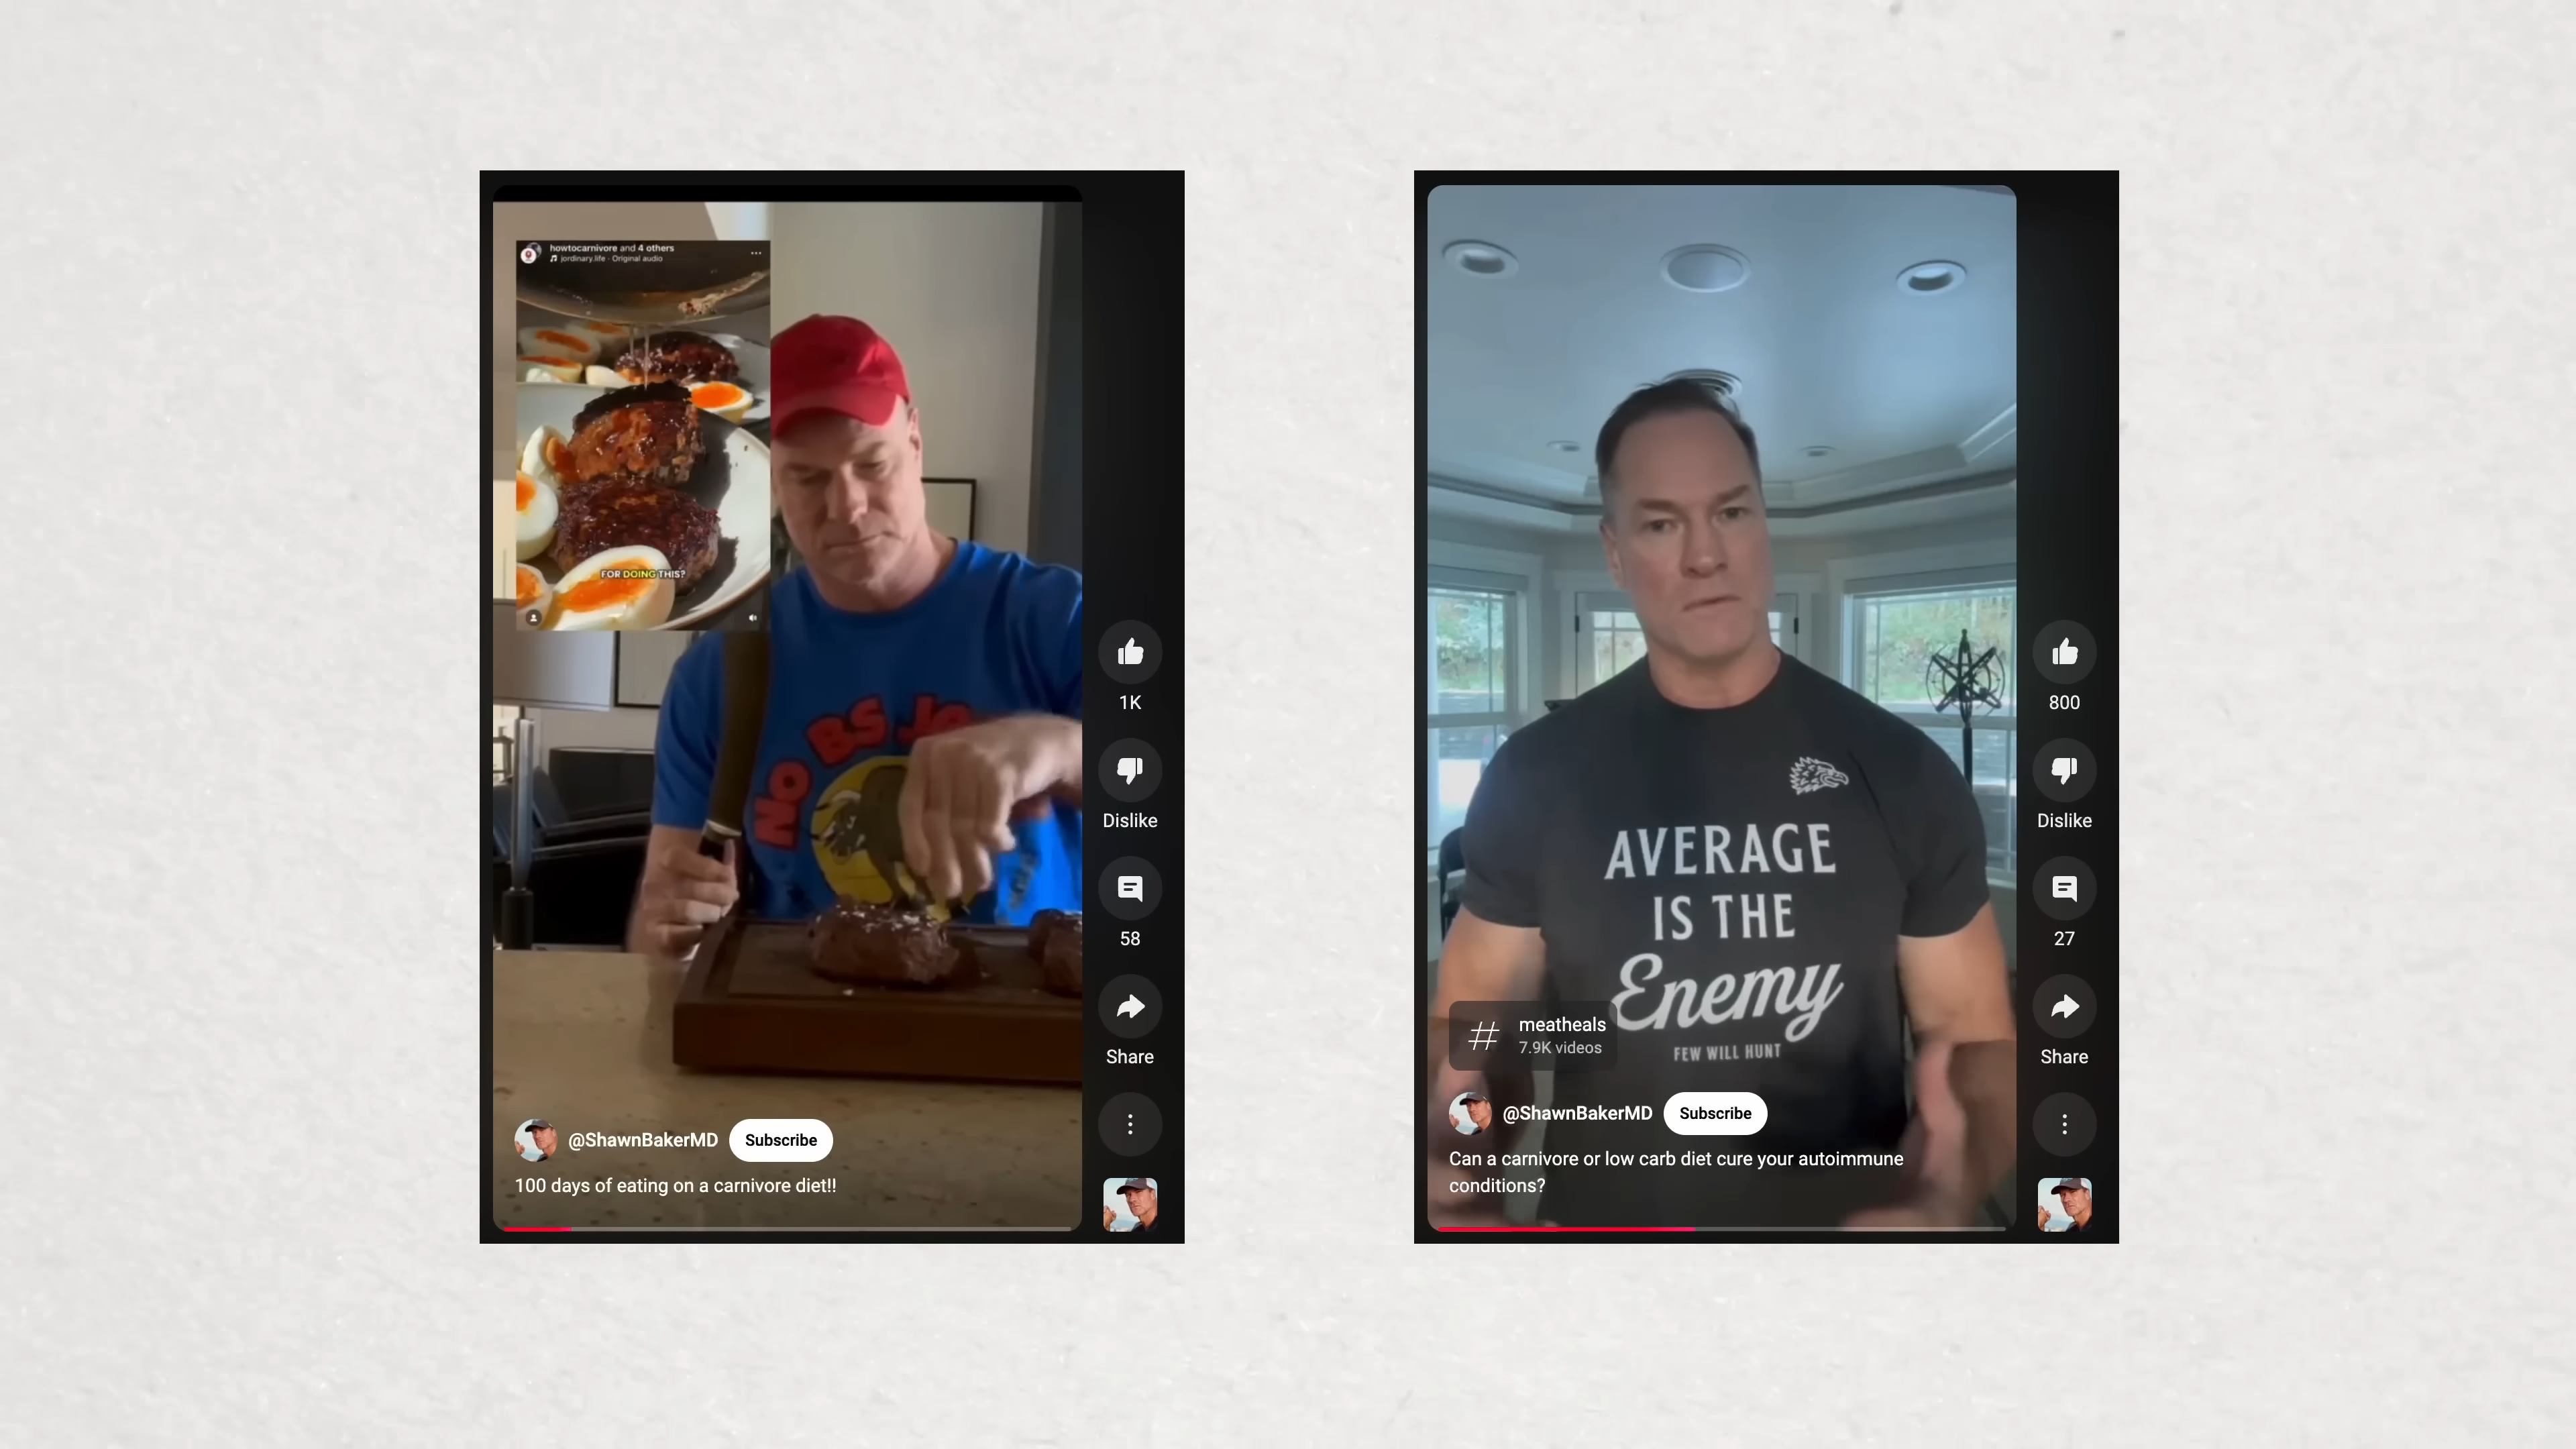 howtocarnivore and 4 others
jordinary.life · Original audio
FOR DOING THIS?
NO BS
1K
Dislike
58
Share
@ShawnBakerMD Subscribe
100 days of eating on a carnivore diet!!
AVERAGE
IS THE
Enemy
FEW WILL HUNT
# meatheals
7.9K videos
800
Dislike
27
Share
@ShawnBakerMD Subscribe
Can a carnivore or low carb diet cure your autoimmune
conditions?